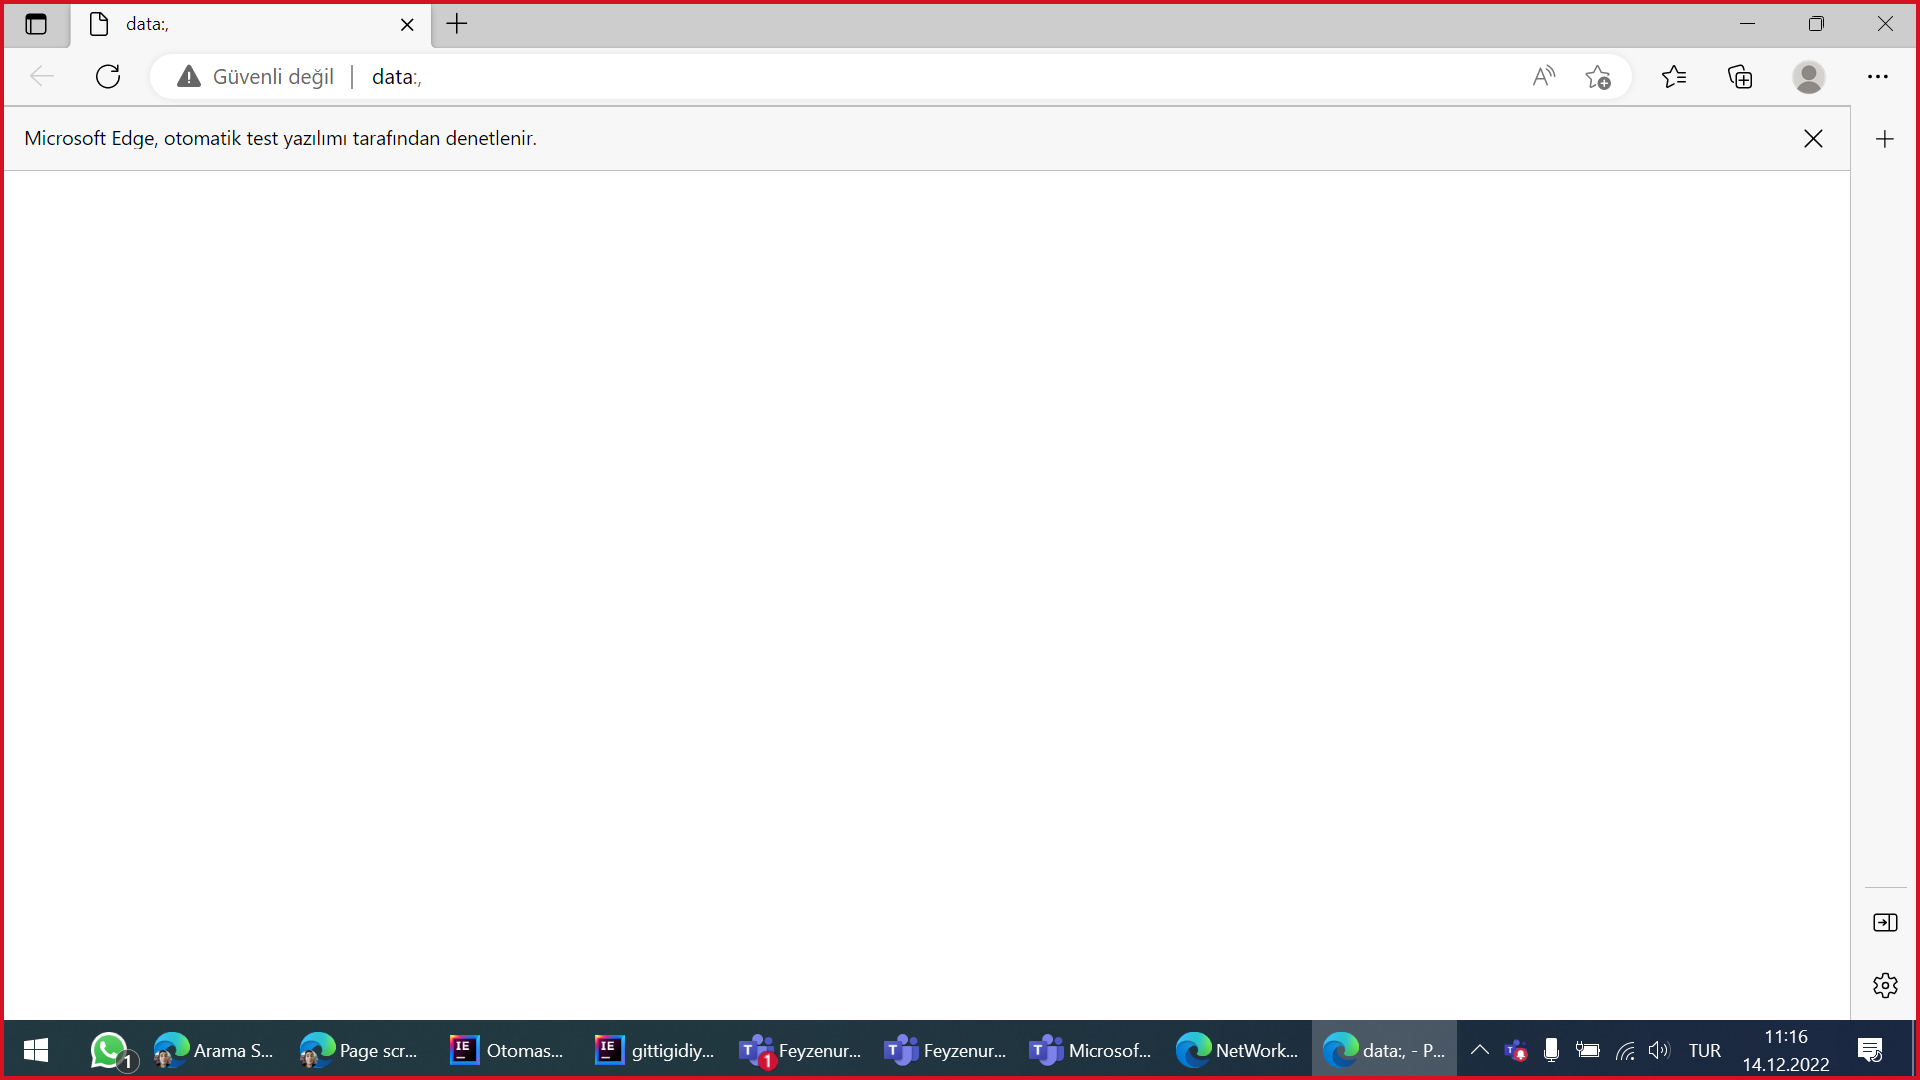 data:,
Güvenli değil
data:,
Microsoft Edge, otomatik test yazılımı tarafından denetlenir.
1
Arama S...
Page scr...
IE
Otomas...
IE
gittigidiy...
T
1
Feyzenur...
T
Feyzenur...
T
Microsof...
NetWork...
data:, - P...
TUR
11:16
14.12.2022